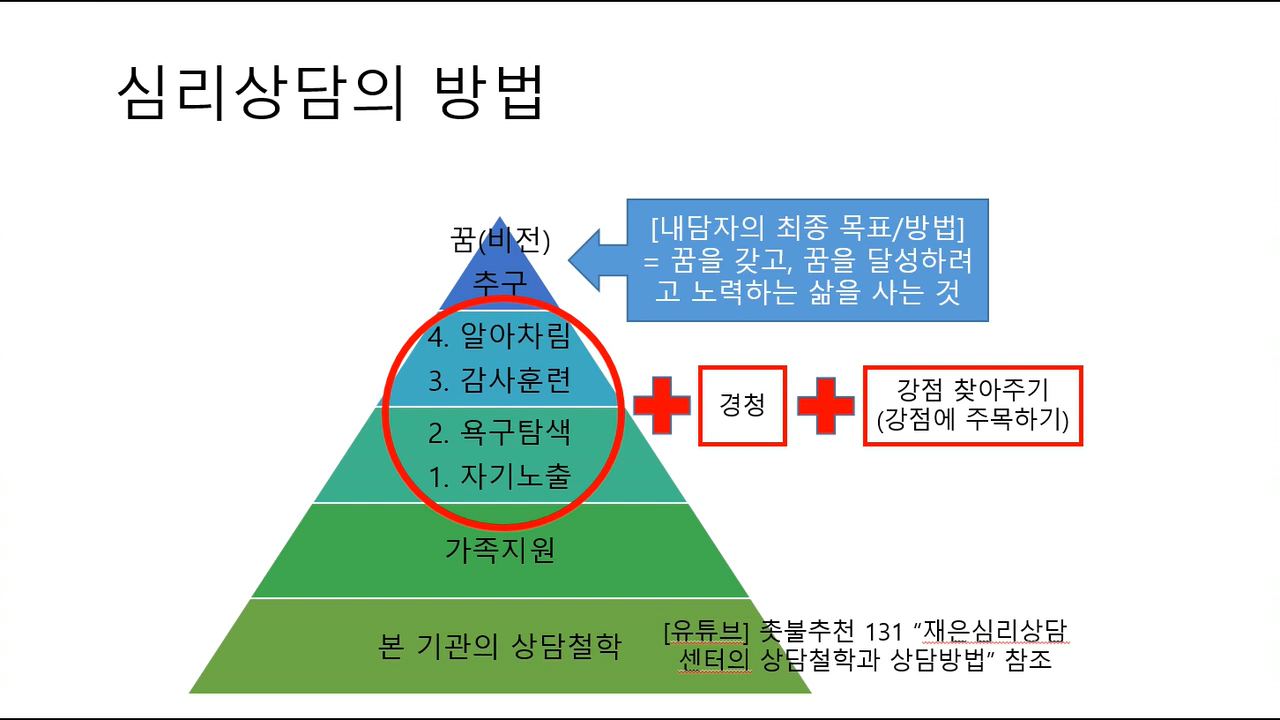 심리상담의 방법
꿈(비전)
추구
[내담자의 최종 목표/방법]
= 꿈을 갖고, 꿈을 달성하려
고 노력하는 삶을 사는 것
4. 알아차림
3. 감사훈련
2. 욕구탐색
1. 자기노출
경청
강점 찾아주기
(강점에 주목하기)
가족지원
본 기관의 상담철학
[유튜브] 촛불추천 131 “재은심리상담
센터의 상담철학과 상담방법” 참조